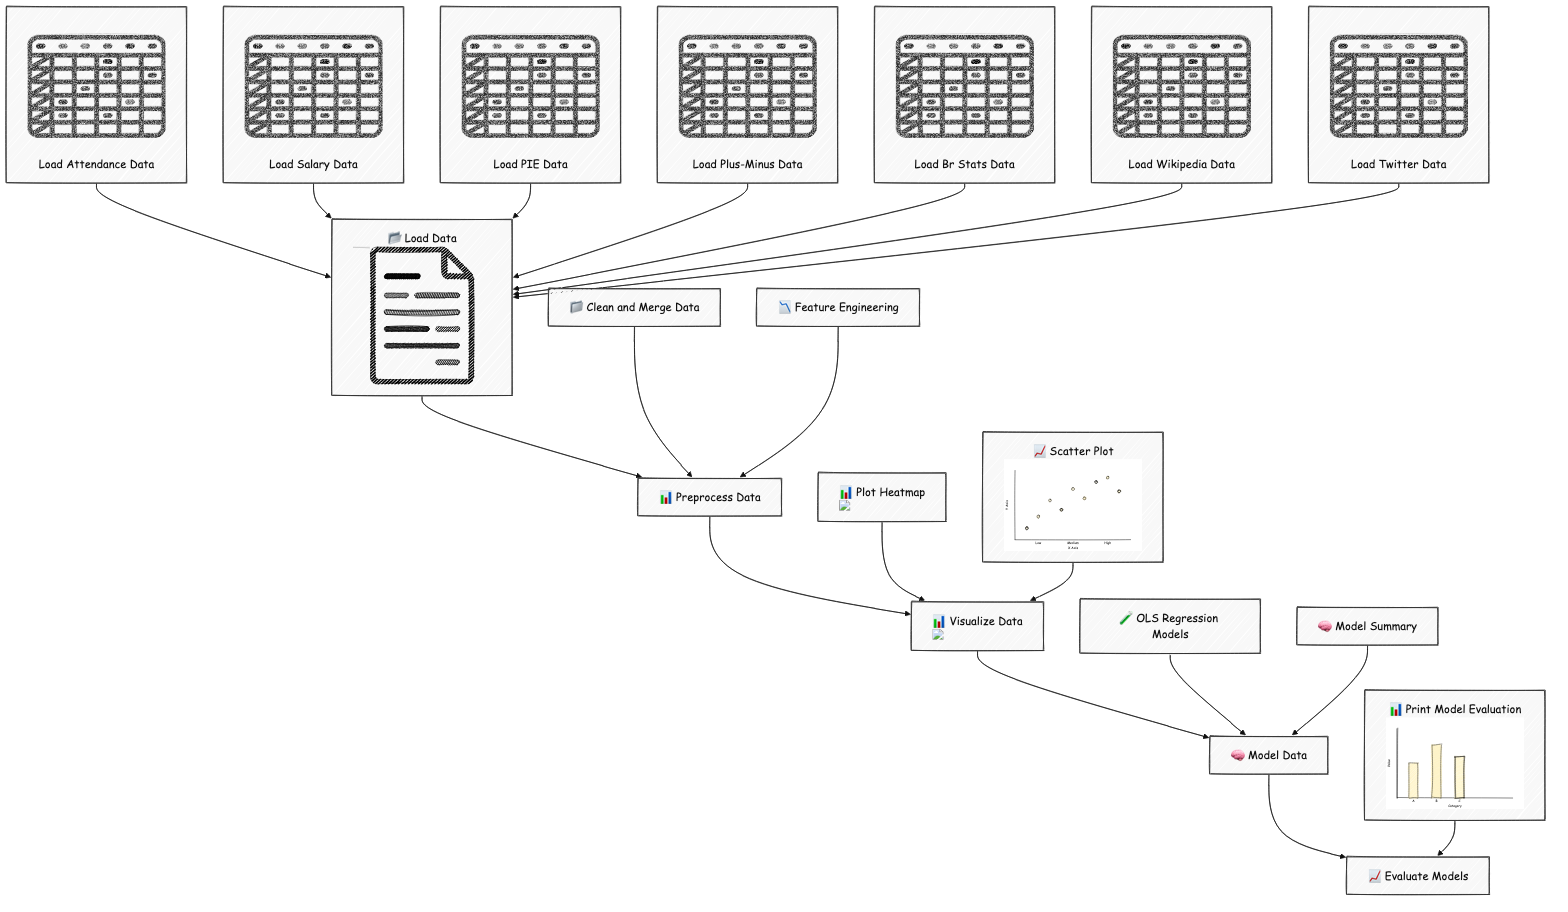 Load Attendance Data
Load Salary Data
Load PIE Data
Load Plus-Minus Data
Load Br Stats Data
Load Wikipedia Data
Load Twitter Data
Load Data
Clean and Merge Data
Feature Engineering
Scatter Plot
Low
Medium
High
X Axis
Preprocess Data
Plot Heatmap
Visualize Data
OLS Regression
Models
Model Summary
Print Model Evaluation
A
B
C
Category
Model Data
Evaluate Models